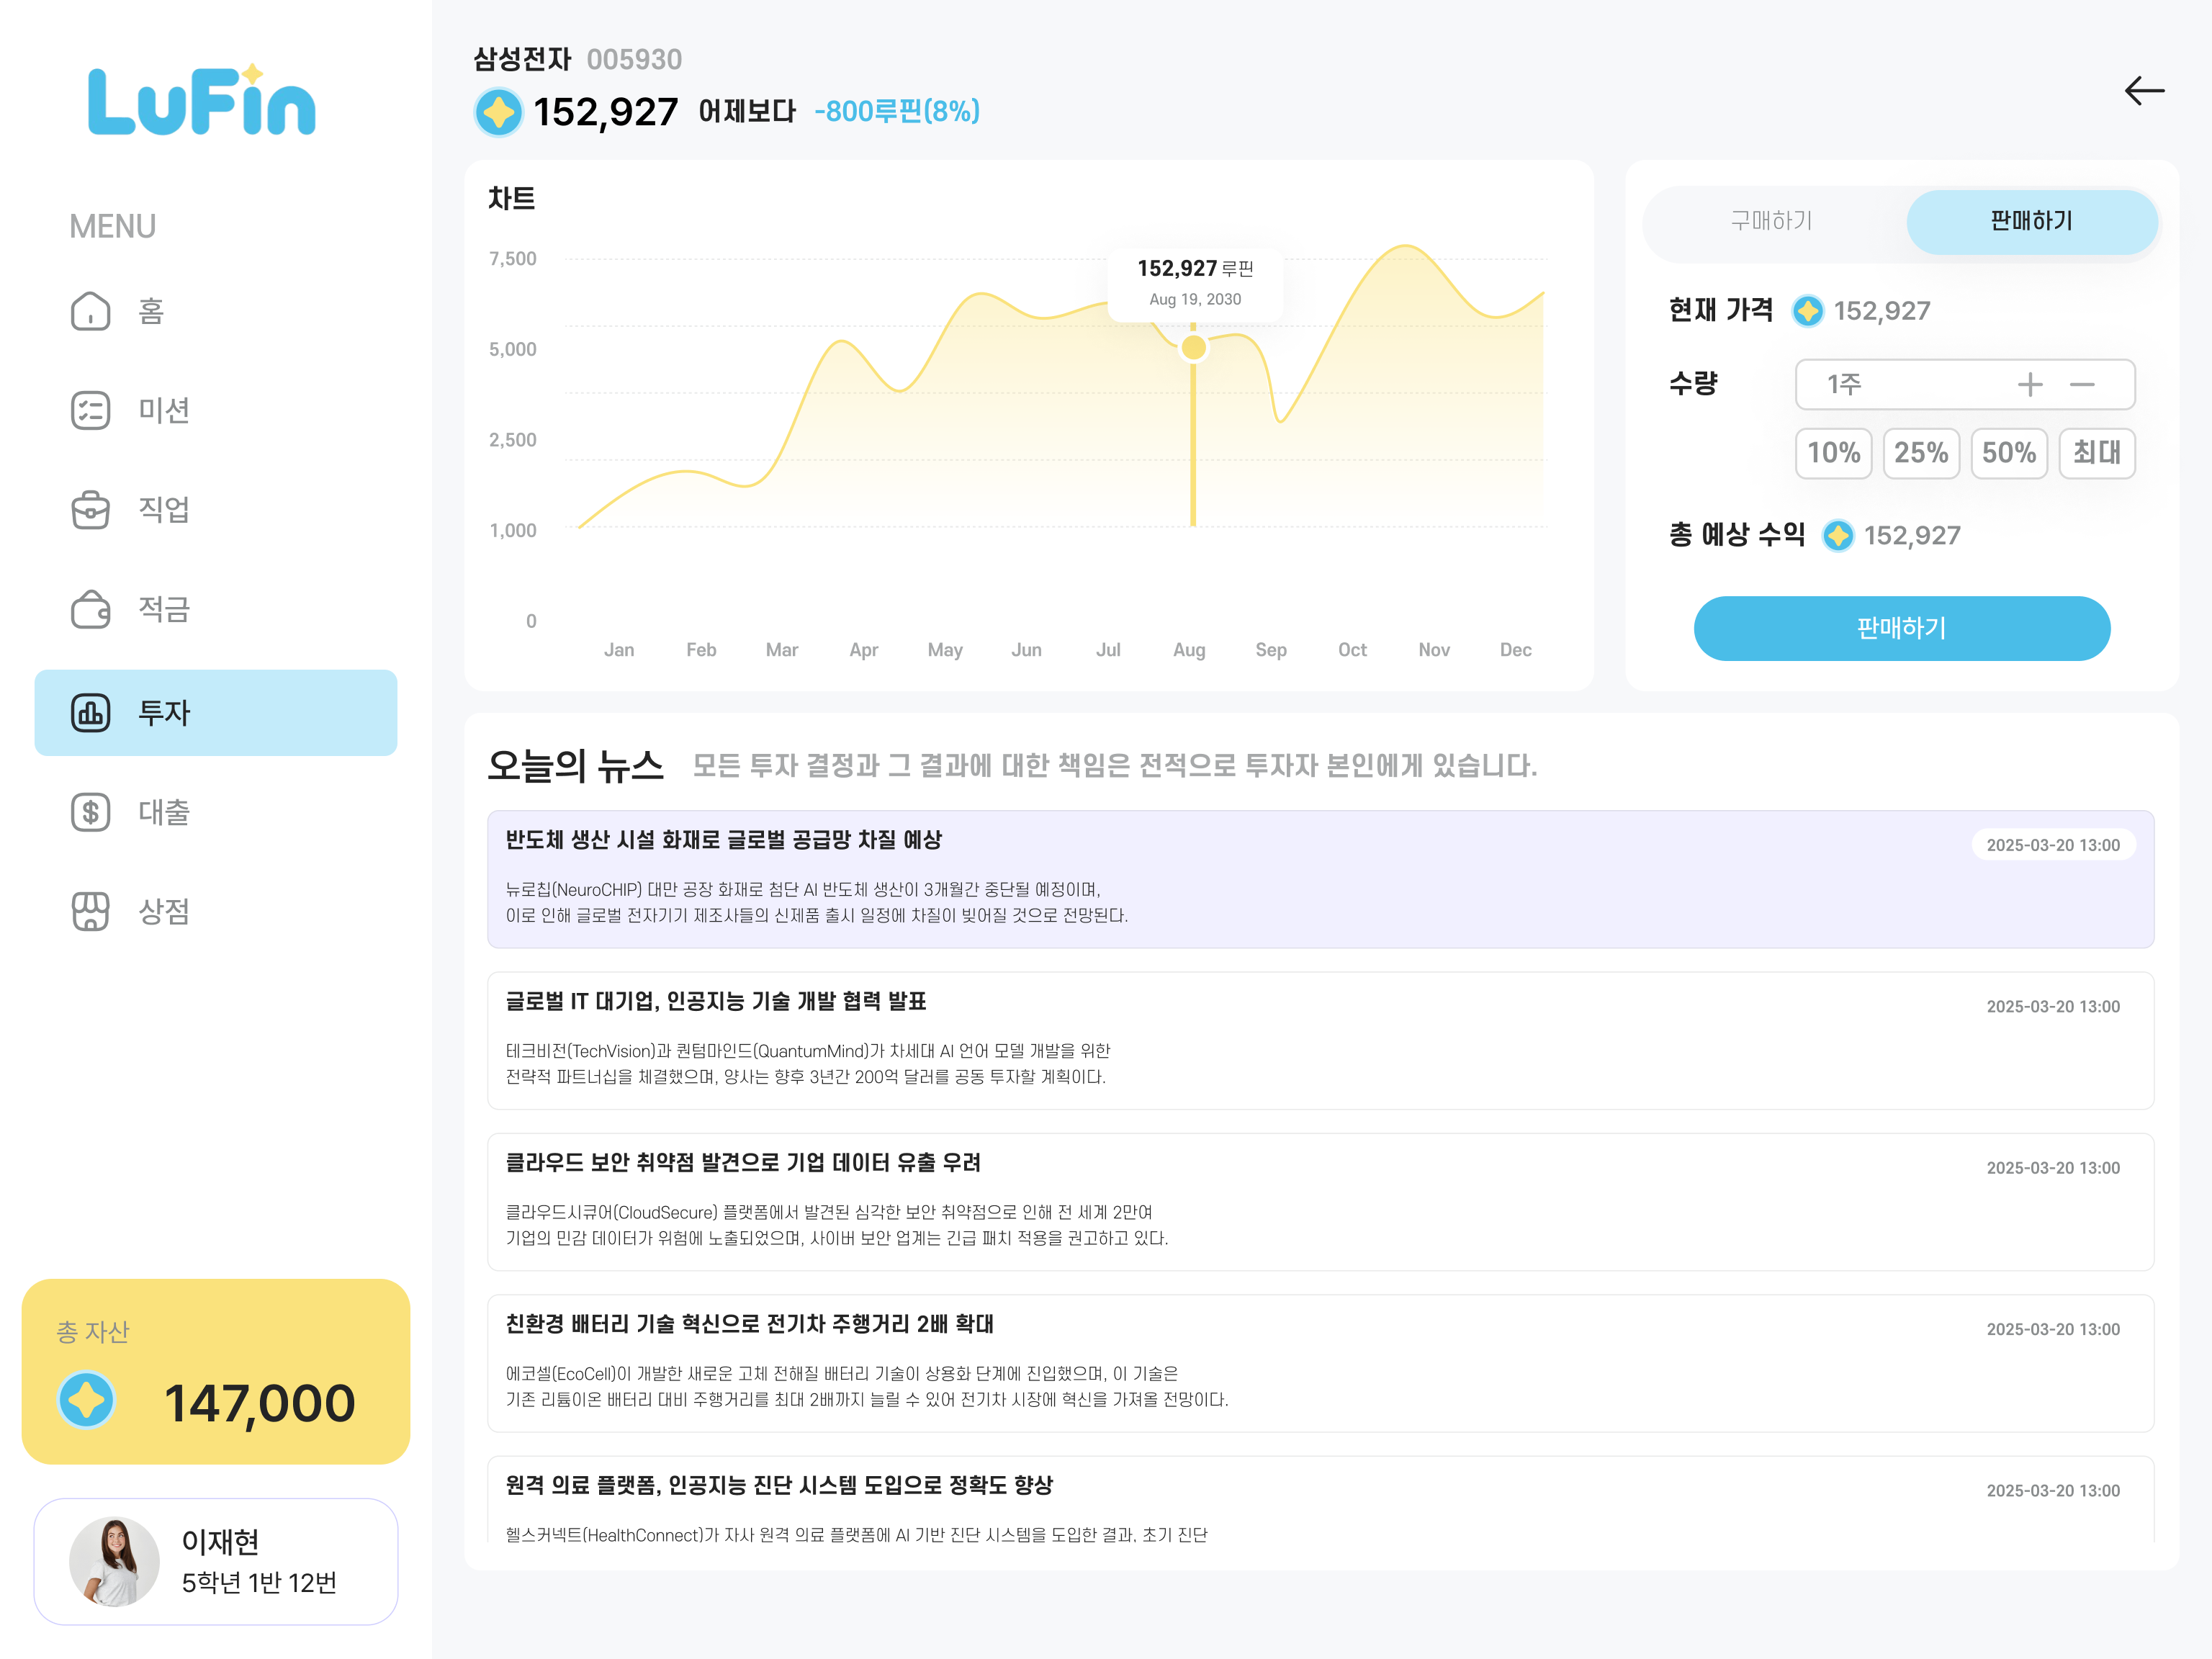 LuFin
MENU
홈
미션
직업
적금
투자
대출
상점
총 자산
147,000
이재현
5학년 1반 12번
삼성전자 005930
152,927 어제보다 -800루핀(8%)
차트
7,500
5,000
2,500
1,000
0
152,927 루핀
Aug 19, 2030
Jan Feb Mar Apr May Jun Jul Aug Sep Oct Nov Dec
구매하기 판매하기
현재 가격 152,927
수량 1주
10% 25% 50% 최대
총 예상 수익 152,927
판매하기
오늘의 뉴스 모든 투자 결정과 그 결과에 대한 책임은 전적으로 투자자 본인에게 있습니다.
반도체 생산 시설 화재로 글로벌 공급망 차질 예상 2025-03-20 13:00
뉴로칩(NeuroCHIP) 대만 공장 화재로 첨단 AI 반도체 생산이 3개월간 중단될 예정이며,
이로 인해 글로벌 전자기기 제조사들의 신제품 출시 일정에 차질이 빚어질 것으로 전망된다.
글로벌 IT 대기업, 인공지능 기술 개발 협력 발표 2025-03-20 13:00
테크비전(TechVision)과 퀀텀마인드(QuantumMind)가 차세대 AI 언어 모델 개발을 위한
전략적 파트너십을 체결했으며, 양사는 향후 3년간 200억 달러를 공동 투자할 계획이다.
클라우드 보안 취약점 발견으로 기업 데이터 유출 우려 2025-03-20 13:00
클라우드시큐어(CloudSecure) 플랫폼에서 발견된 심각한 보안 취약점으로 인해 전 세계 2만여
기업의 민감 데이터가 위험에 노출되었으며, 사이버 보안 업계는 긴급 패치 적용을 권고하고 있다.
친환경 배터리 기술 혁신으로 전기차 주행거리 2배 확대 2025-03-20 13:00
에코셀(EcoCell)이 개발한 새로운 고체 전해질 배터리 기술이 상용화 단계에 진입했으며, 이 기술은
기존 리튬이온 배터리 대비 주행거리를 최대 2배까지 늘릴 수 있어 전기차 시장에 혁신을 가져올 전망이다.
원격 의료 플랫폼, 인공지능 진단 시스템 도입으로 정확도 향상 2025-03-20 13:00
헬스커넥트(HealthConnect)가 자사 원격 의료 플랫폼에 AI 기반 진단 시스템을 도입한 결과, 초기 진단